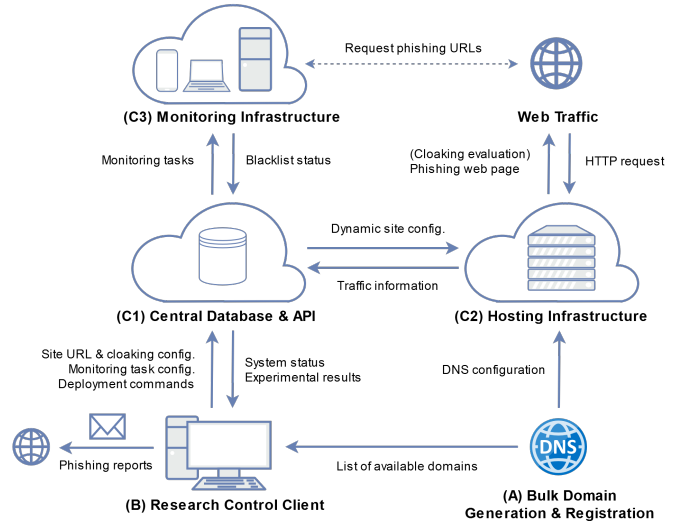 Request phishing URLs
(C3) Monitoring Infrastructure
Web Traffic
Monitoring tasks
Blacklist status
(Cloaking evaluation)
Phishing web page
HTTP request
Dynamic site config.
Traffic information
(C1) Central Database & API
(C2) Hosting Infrastructure
Site URL & cloaking config.
Monitoring task config.
Deployment commands
System status
Experimental results
DNS configuration
DNS
Phishing reports
List of available domains
(B) Research Control Client
(A) Bulk Domain
Generation & Registration